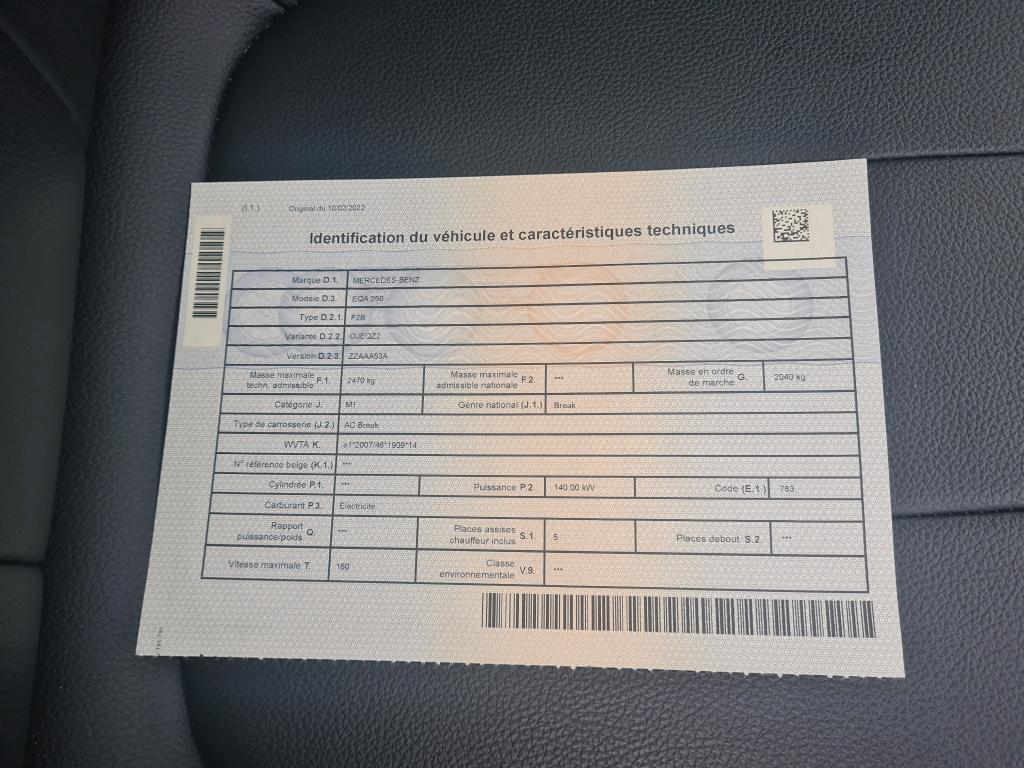 (I.1.) Original du 10/02/2022
Identification du véhicule et caractéristiques techniques
Marque D.1. MERCEDES-BENZ
Modèle D.3. EQA 250
Type D.2.1. F2B
Variante D.2.2. OJEQZ2
Version D.2.3. ZZAAA53A
Masse maximale techn. admissible F.1. 2470 kg Masse maximale admissible nationale F.2. *** Masse en ordre de marche G. 2040 kg
Catégorie J. M1 Genre national (J.1.) Break
Type de carrosserie (J.2.) AC Break
WVTA K. e1*2007/46*1909*14
N° référence belge (K.1.) ***
Cylindrée P.1. *** Puissance P.2. 140.00 kW Code (E.1.) 783
Carburant P.3. Electricité
Rapport puissance/poids Q. *** Places assises chauffeur inclus S.1. 5 Places debout S.2. ***
Vitesse maximale T. 160 Classe environnementale V.9. ***